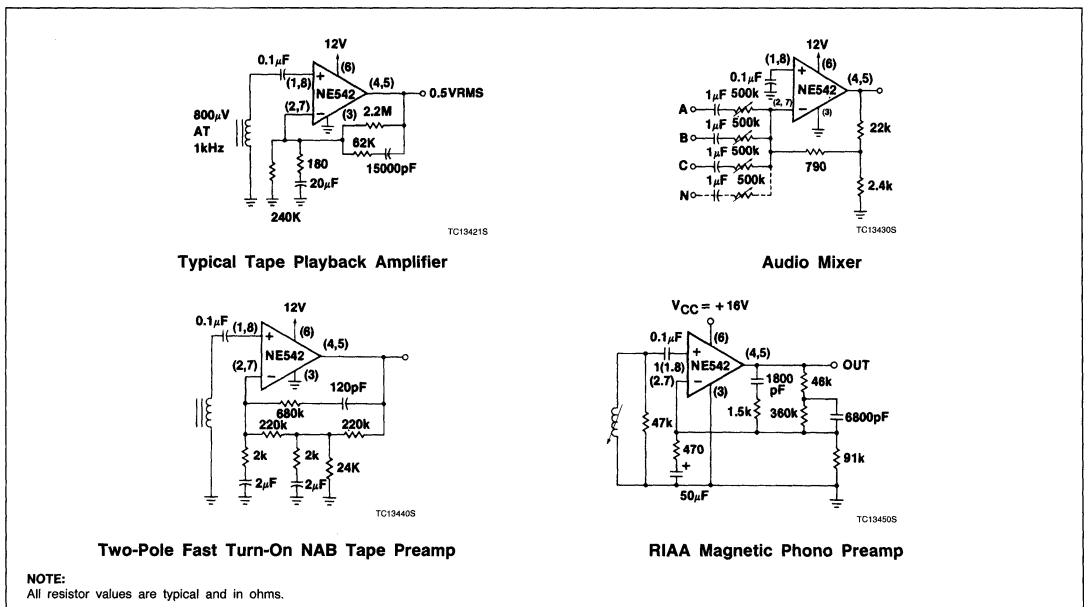 12V
0.1µF
(6)
(1,8)
+
NE542
(4,5)
0.5VRMS
(2,7)
−
(3)
2.2M
800µV
AT
1kHz
62K
180
15000pF
20µF
240K
TC13421S
Typical Tape Playback Amplifier
12V
(1,8)
(6)
+
0.1µF
NE542
(4,5)
1µF 500k
(2, 7)
−
(3)
A
1µF 500k
B
22k
1µF 500k
C
790
1µF 500k
N
2.4k
TC13430S
Audio Mixer
12V
0.1µF
(1,8)
(6)
+
NE542
(4,5)
(2,7)
−
(3)
120pF
680k
220k
220k
2k
2k
24K
2µF
2µF
TC13440S
Two-Pole Fast Turn-On NAB Tape Preamp
VCC = +16V
0.1µF
(6)
+
(4,5)
1(1.8)
NE542
OUT
(2.7)
−
(3)
1800
pF
46k
47k
1.5k
360k
6800pF
470
+
91k
50µF
TC13450S
RIAA Magnetic Phono Preamp
NOTE:
All resistor values are typical and in ohms.